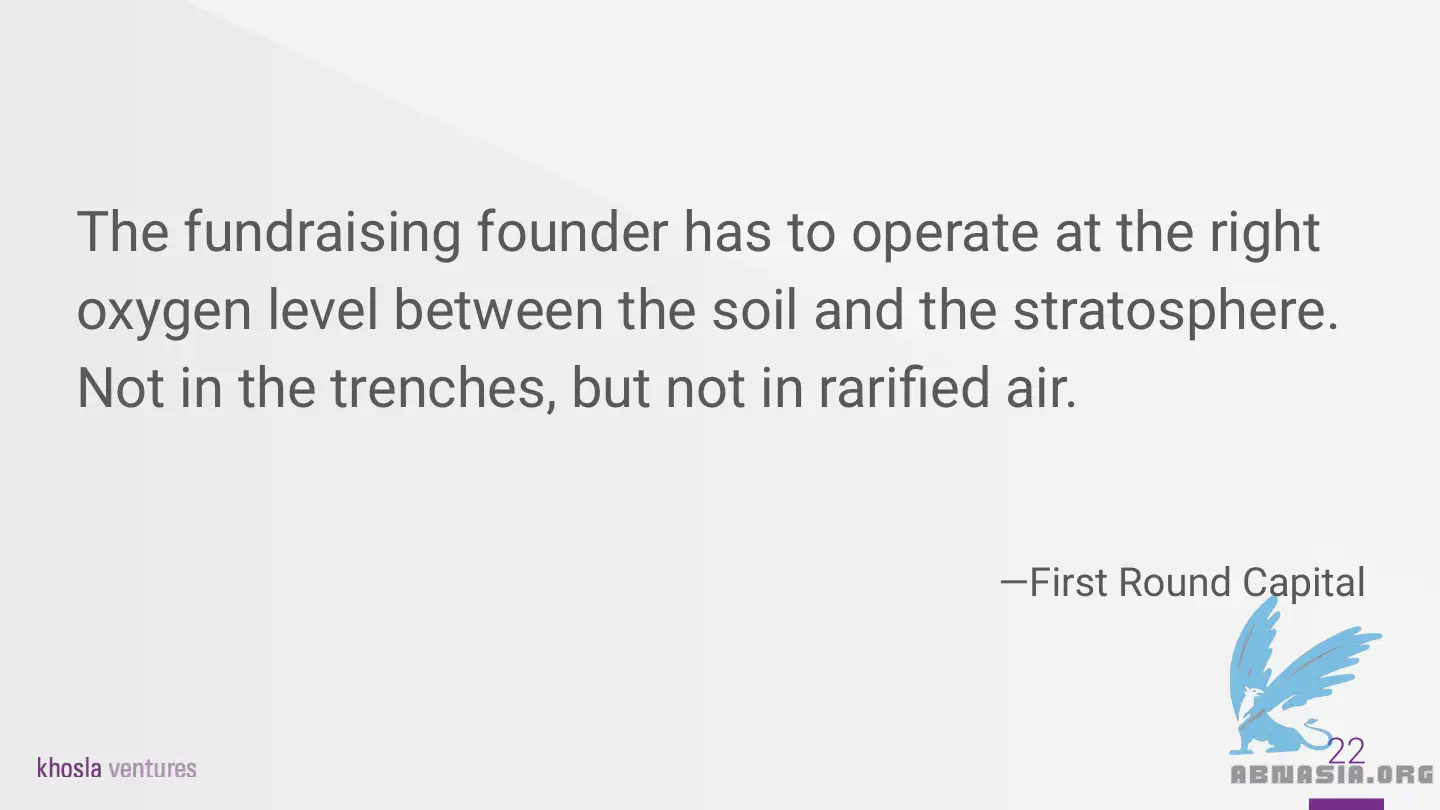 The fundraising founder has to operate at the right
oxygen level between the soil and the stratosphere.
Not in the trenches, but not in rarified air.
—First Round Capital
khosla ventures
22
ABNASIA.ORG